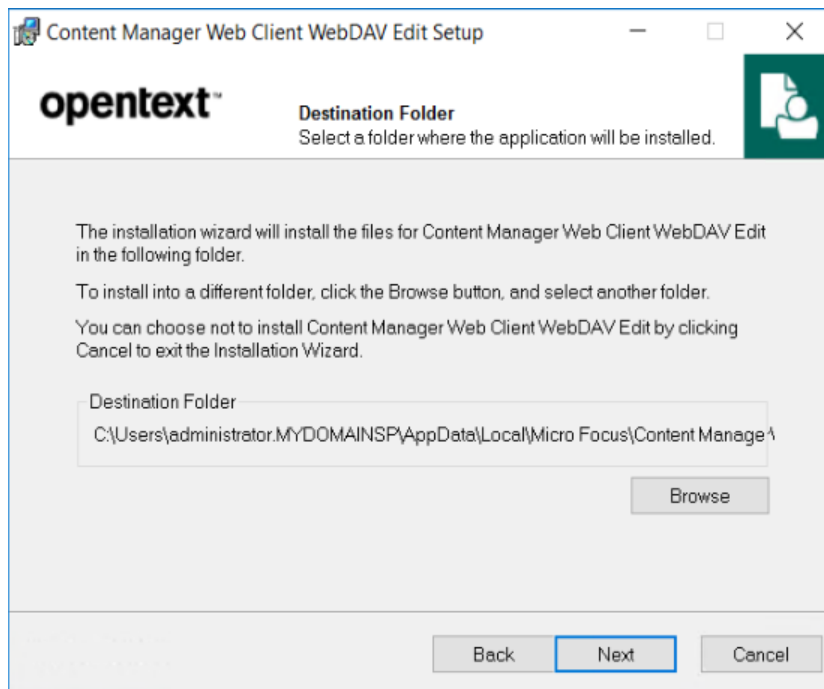 Content Manager Web Client WebDAV Edit Setup
opentext™
Destination Folder
Select a folder where the application will be installed.
The installation wizard will install the files for Content Manager Web Client WebDAV Edit
in the following folder.
To install into a different folder, click the Browse button, and select another folder.
You can choose not to install Content Manager Web Client WebDAV Edit by clicking
Cancel to exit the Installation Wizard.
Destination Folder
C:\Users\administrator.MYDOMAINSP\AppData\Local\Micro Focus\Content Manage
Browse
Back
Next
Cancel